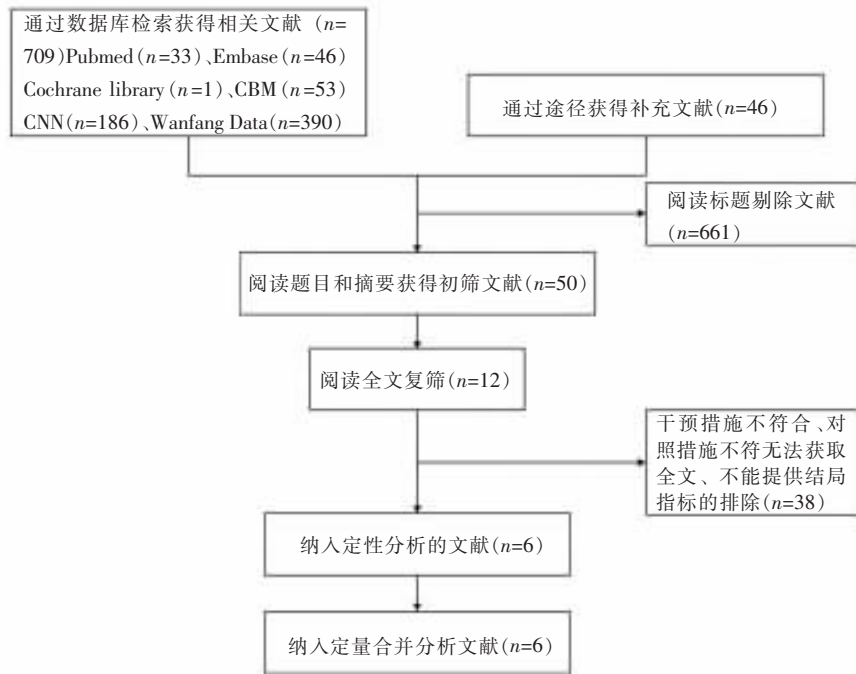 通过数据库检索获得相关文献(n=
709)Pubmed(n=33)、Embase(n=46)
Cochrane library(n=1)、CBM(n=53)
CNN(n=186)、Wanfang Data(n=390)
通过途径获得补充文献(n=46)
阅读标题剔除文献
(n=661)
阅读题目和摘要获得初筛文献(n=50)
阅读全文复筛(n=12)
干预措施不符合、对
照措施不符无法获取
全文、不能提供结局
指标的排除(n=38)
纳入定性分析的文献(n=6)
纳入定量合并分析文献(n=6)